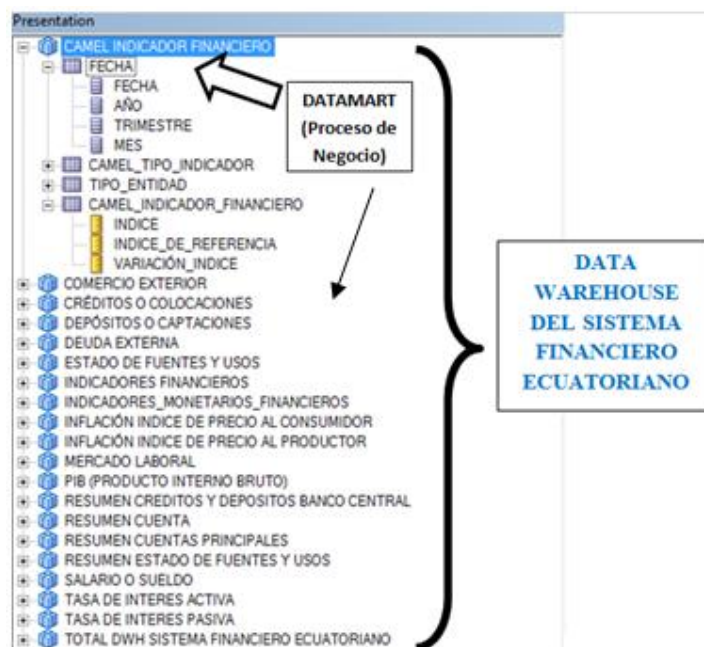 Presentation
CAMEL INDICADOR FINANCIERO
FECHA
FECHA
AÑO
TRIMESTRE
MES
CAMEL_TIPO_INDICADOR
TIPO_ENTIDAD
CAMEL_INDICADOR_FINANCIERO
INDICE
INDICE_DE_REFERENCIA
VARIACIÓN_INDICE
COMERCIO EXTERIOR
CRÉDITOS O COLOCACIONES
DEPÓSITOS O CAPTACIONES
DEUDA EXTERNA
ESTADO DE FUENTES Y USOS
INDICADORES FINANCIEROS
INDICADORES_MONETARIOS_FINANCIEROS
INFLACIÓN INDICE DE PRECIO AL CONSUMIDOR
INFLACIÓN INDICE DE PRECIO AL PRODUCTOR
MERCADO LABORAL
PIB (PRODUCTO INTERNO BRUTO)
RESUMEN CREDITOS Y DEPOSITOS BANCO CENTRAL
RESUMEN CUENTA
RESUMEN CUENTAS PRINCIPALES
RESUMEN ESTADO DE FUENTES Y USOS
SALARIO O SUELDO
TASA DE INTERES ACTIVA
TASA DE INTERES PASIVA
TOTAL DWH SISTEMA FINANCIERO ECUATORIANO
DATAMART
(Proceso de
Negocio)
DATA
WAREHOUSE
DEL SISTEMA
FINANCIERO
ECUATORIANO